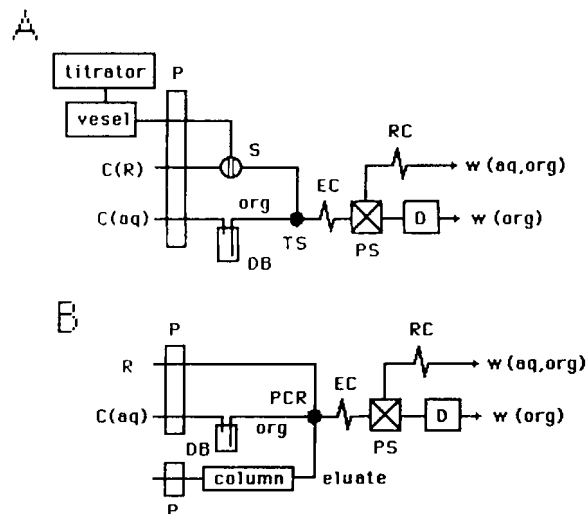 A
titrator
P
vesel
S
RC
C(R)
w (aq,org)
EC
C(aq)
org
D
w (org)
TS
DB
PS
B
P
RC
R
w (aq,org)
PCR
EC
C(aq)
org
D
w (org)
DB
PS
column
eluate
P